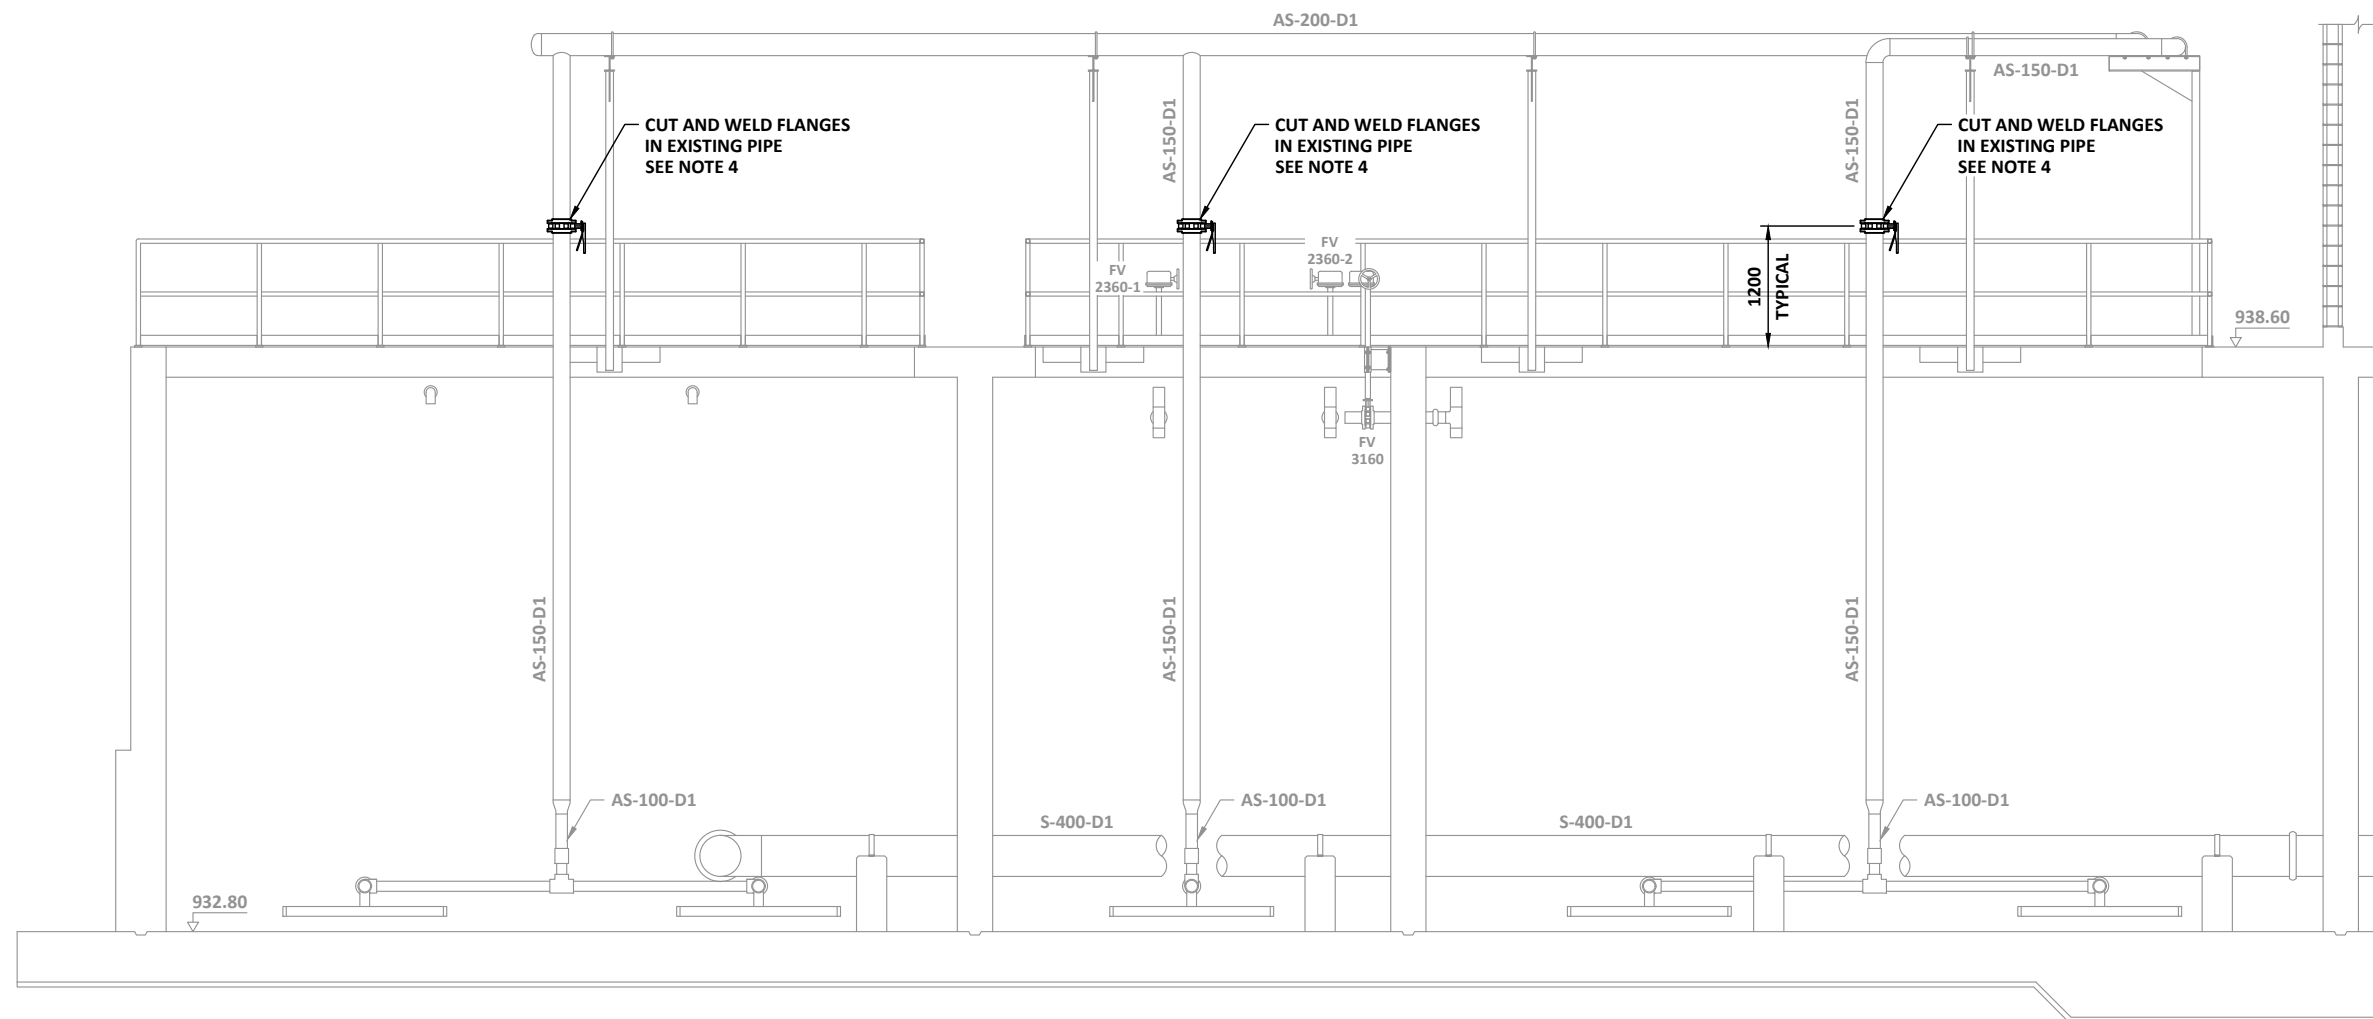 AS-200-D1
AS-150-D1
AS-150-D1
AS-150-D1
CUT AND WELD FLANGES
IN EXISTING PIPE
SEE NOTE 4
CUT AND WELD FLANGES
IN EXISTING PIPE
SEE NOTE 4
CUT AND WELD FLANGES
IN EXISTING PIPE
SEE NOTE 4
FV
2360-1
FV
2360-2
1200
TYPICAL
938.60
FV
3160
AS-150-D1
AS-150-D1
AS-150-D1
AS-100-D1
AS-100-D1
AS-100-D1
S-400-D1
S-400-D1
932.80